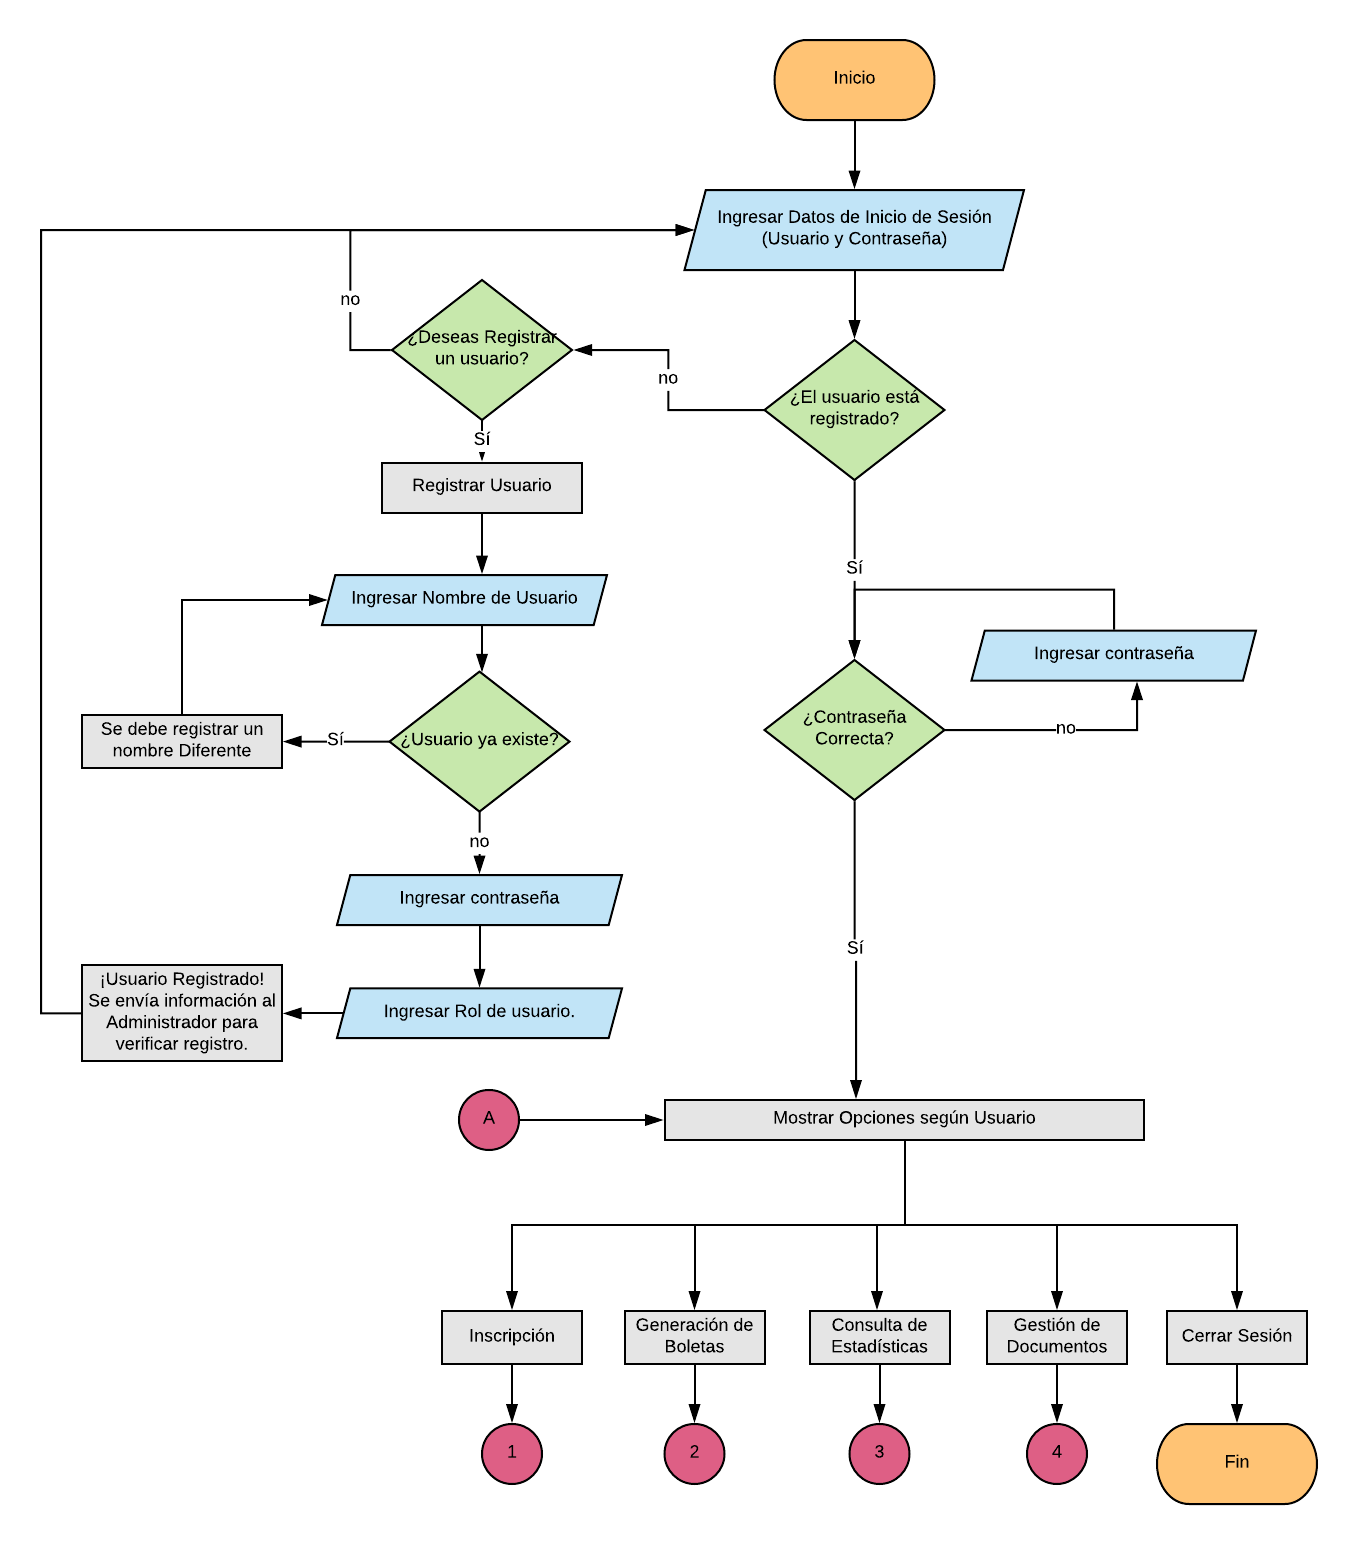 Inicio
Ingresar Datos de Inicio de Sesión
(Usuario y Contraseña)
no
¿Deseas Registrar
un usuario?
no
¿El usuario está
registrado?
Sí
Registrar Usuario
Sí
Ingresar Nombre de Usuario
Ingresar contraseña
¿Contraseña
Correcta?
no
Se debe registrar un
nombre Diferente
Sí
¿Usuario ya existe?
no
Ingresar contraseña
Sí
¡Usuario Registrado!
Se envía información al
Administrador para
verificar registro.
Ingresar Rol de usuario.
A
Mostrar Opciones según Usuario
Inscripción
Generación de
Boletas
Consulta de
Estadísticas
Gestión de
Documentos
Cerrar Sesión
1
2
3
4
Fin